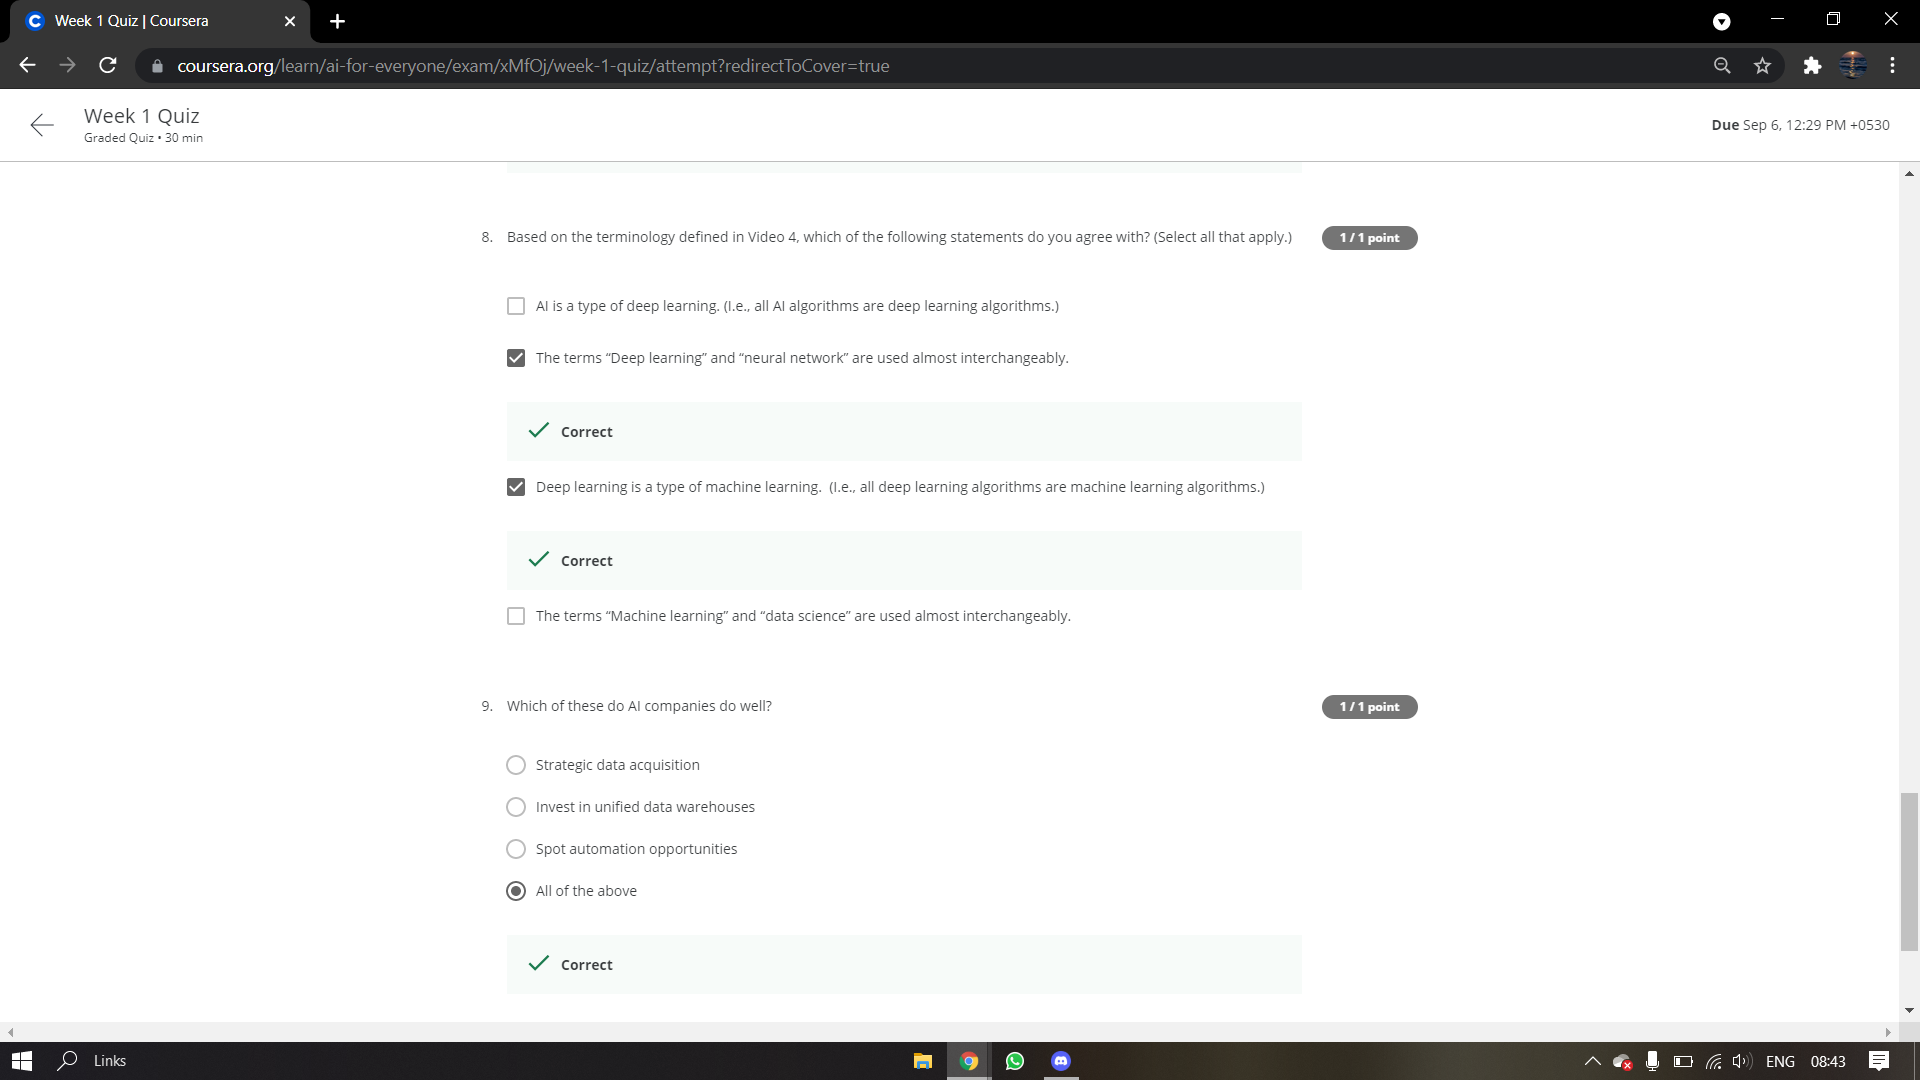 Week 1 Quiz | Coursera
coursera.org/learn/ai-for-everyone/exam/xMfOj/week-1-quiz/attempt?redirectToCover=true
Week 1 Quiz
Graded Quiz • 30 min
Due Sep 6, 12:29 PM +0530
8. Based on the terminology defined in Video 4, which of the following statements do you agree with? (Select all that apply.)
1 / 1 point
AI is a type of deep learning. (I.e., all AI algorithms are deep learning algorithms.)
The terms “Deep learning” and “neural network” are used almost interchangeably.
Correct
Deep learning is a type of machine learning. (I.e., all deep learning algorithms are machine learning algorithms.)
Correct
The terms “Machine learning” and “data science” are used almost interchangeably.
9. Which of these do AI companies do well?
1 / 1 point
Strategic data acquisition
Invest in unified data warehouses
Spot automation opportunities
All of the above
Correct
Links
ENG
08:43